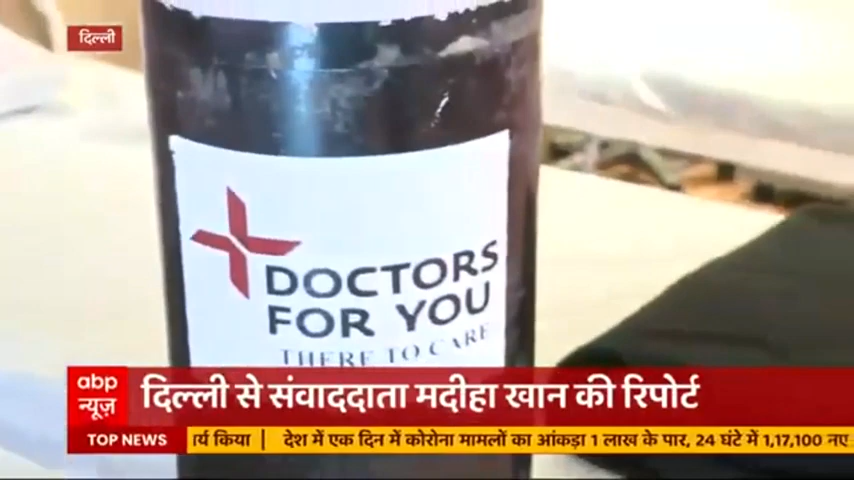 दिल्ली
DOCTORS
FOR YOU
THERE TO CARE
abp
न्यूज़
दिल्ली से संवाददाता मदीहा खान की रिपोर्ट
TOP NEWS
र्य किया | देश में एक दिन में कोरोना मामलों का आंकड़ा 1 लाख के पार, 24 घंटे में 1,17,100 नए